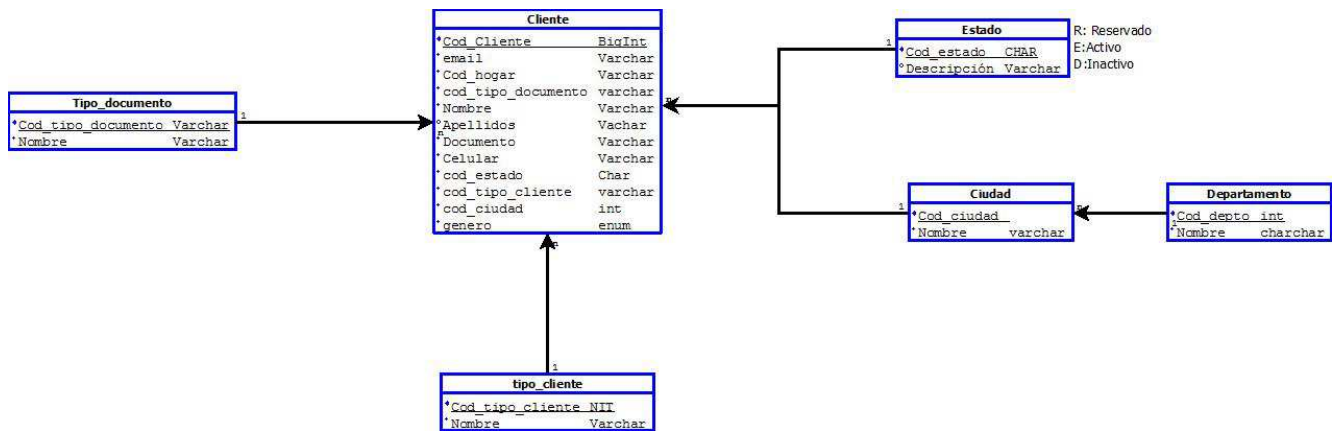 Cliente
Cod_Cliente BigInt
email Varchar
Cod_hogar Varchar
cod_tipo_documento varchar
Nombre Varchar
Apellidos Vachar
Documento Varchar
Celular Varchar
cod_estado Char
cod_tipo_cliente varchar
cod_ciudad int
genero enum
n
n
n
Tipo_documento
Cod_tipo_documento Varchar
Nombre Varchar
1
Estado
Cod_estado CHAR
Descripción Varchar
1
R: Reservado
E:Activo
D:Inactivo
Ciudad
Cod_ciudad
Nombre varchar
1
n
Departamento
Cod_depto int
Nombre charchar
1
tipo_cliente
Cod_tipo_cliente NIT
Nombre Varchar
1